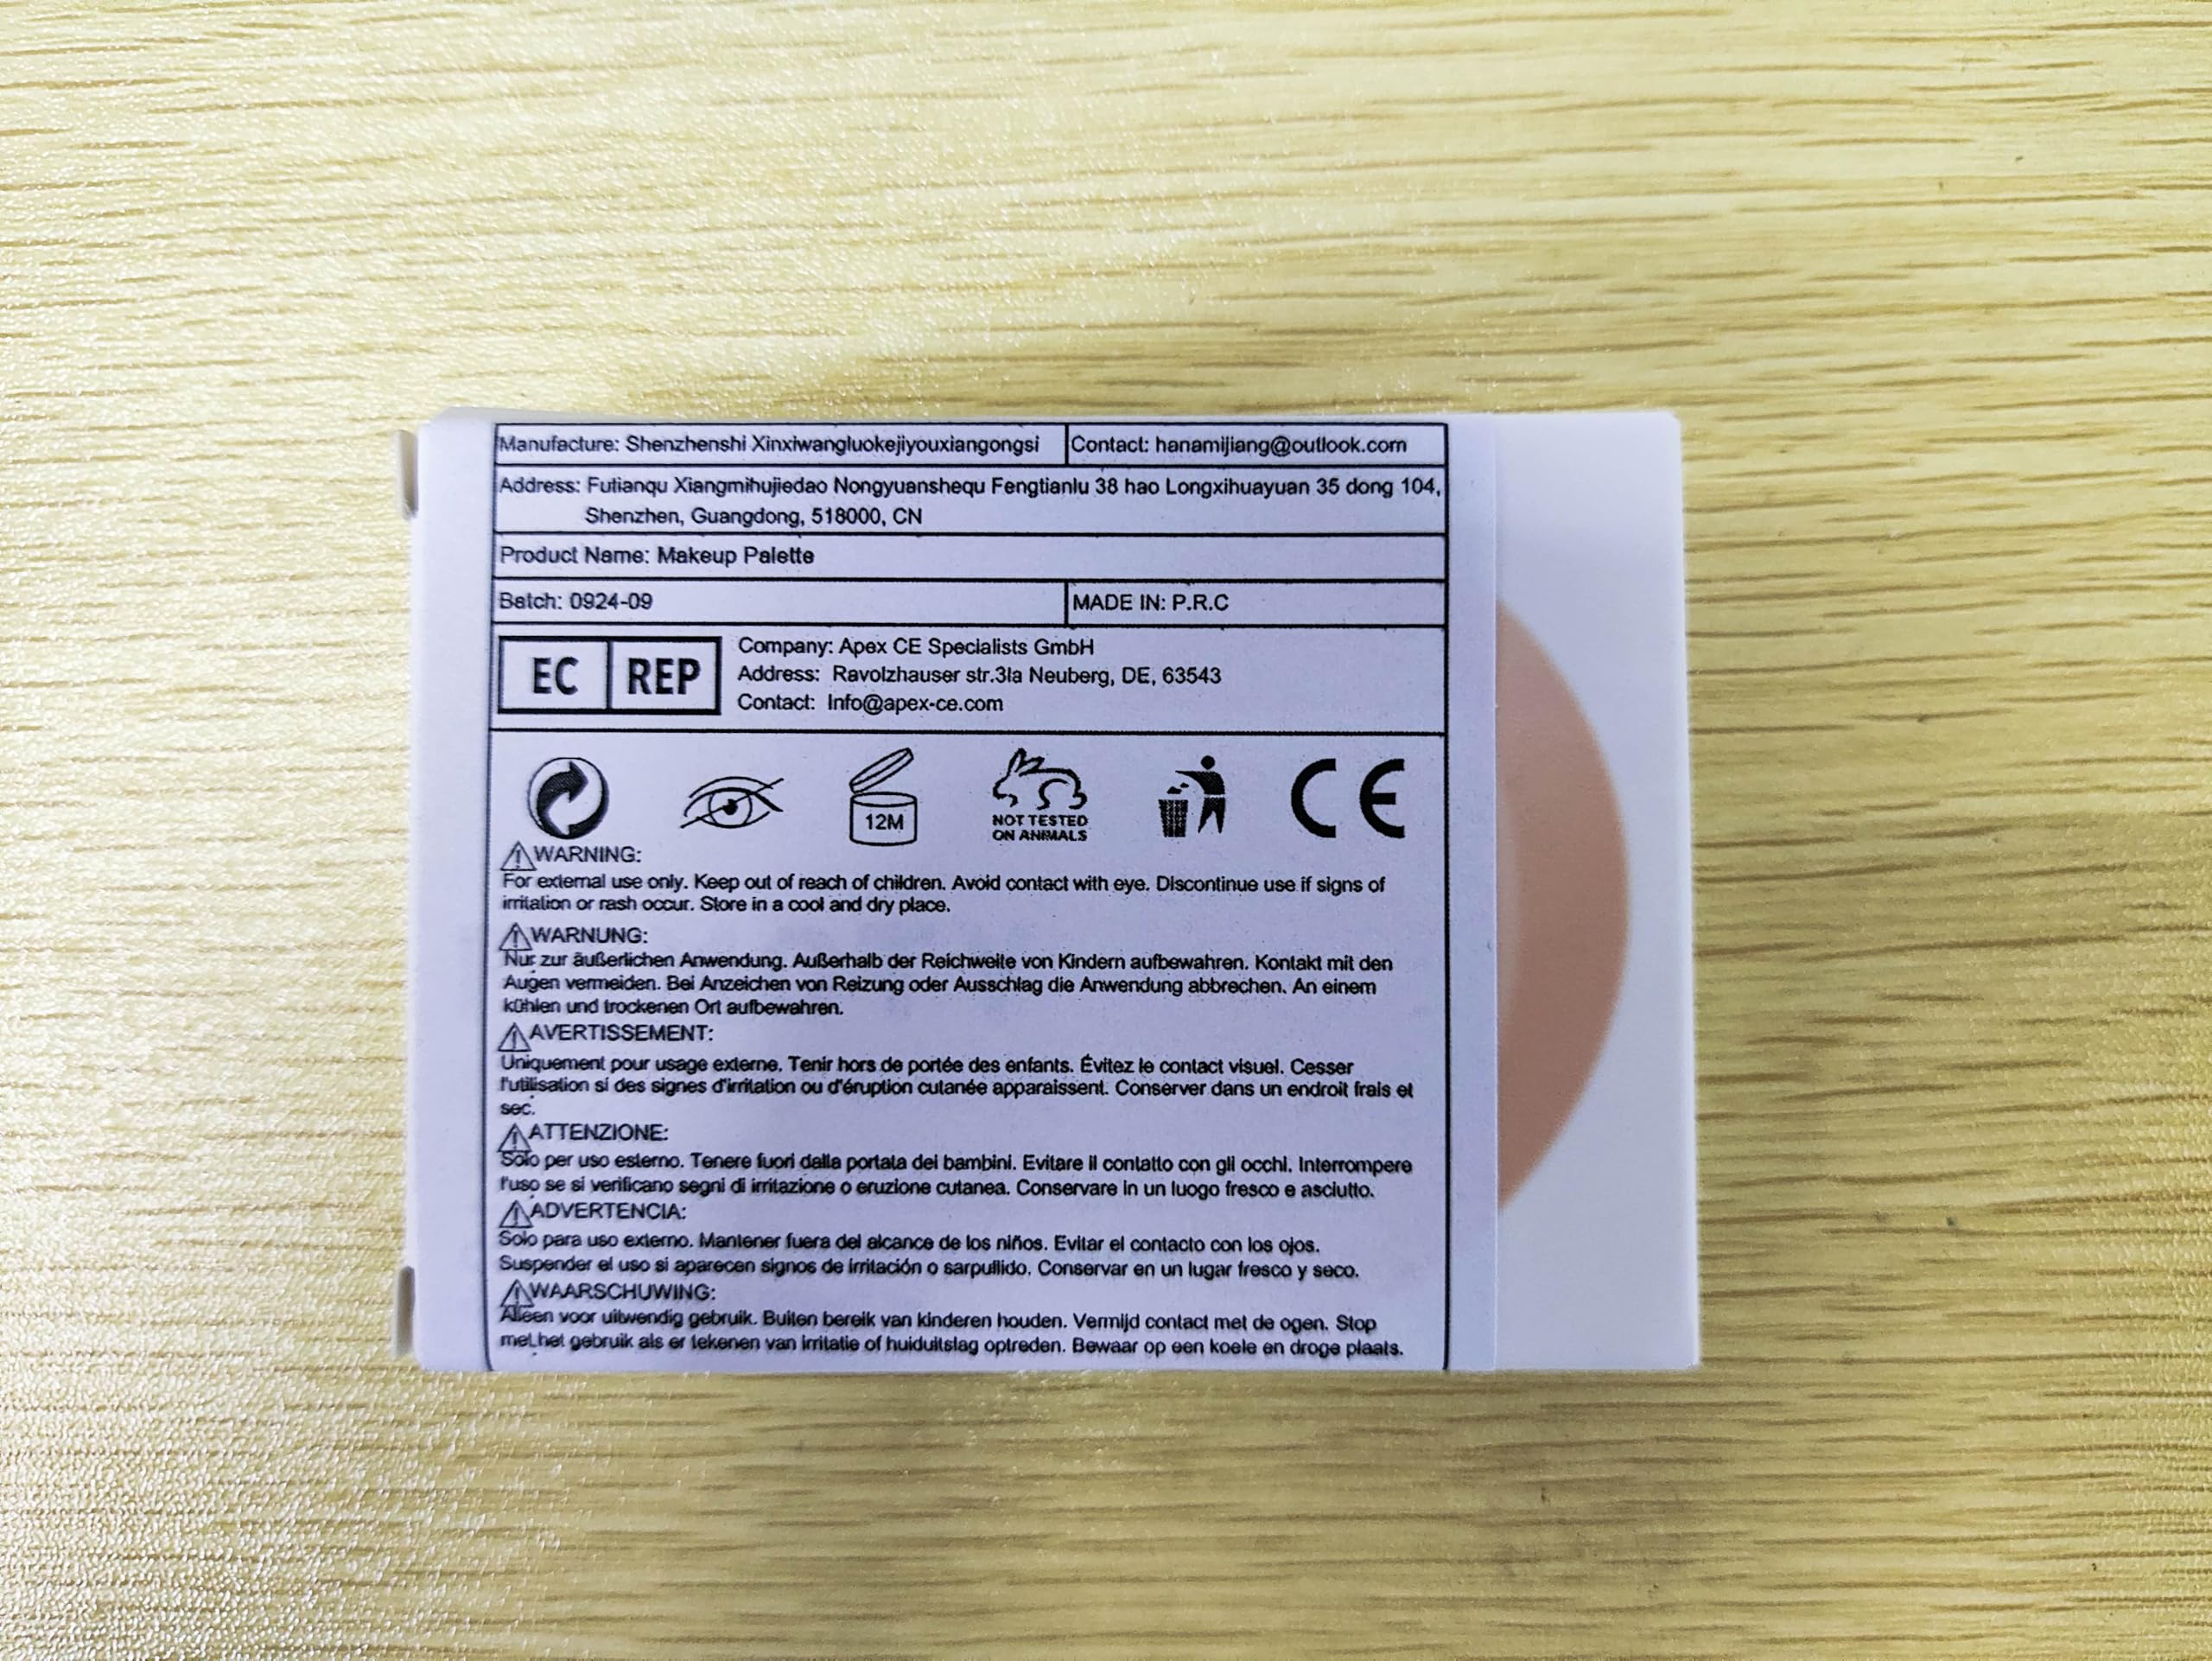 Manufacture: Shenzhenshi Xinxiwangluokejiyouxiangongsi
Contact: hanamijiang@outlook.com
Address: Futianqu Xiangmihujiedao Nongyuanshequ Fengtianlu 38 hao Longxihuayuan 35 dong 104,
Shenzhen, Guangdong, 518000, CN
Product Name: Makeup Palette
Batch: 0924-09
MADE IN: P.R.C
EC REP
Company: Apex CE Specialists GmbH
Address: Ravolzhauser str.3la Neuberg, DE, 63543
Contact: Info@apex-ce.com
12M
NOT TESTED
ON ANIMALS
CE
WARNING:
For external use only. Keep out of reach of children. Avoid contact with eye. Discontinue use if signs of
irritation or rash occur. Store in a cool and dry place.
WARNUNG:
Nur zur äußerlichen Anwendung. Außerhalb der Reichweite von Kindern aufbewahren. Kontakt mit den
Augen vermeiden. Bei Anzeichen von Reizung oder Ausschlag die Anwendung abbrechen. An einem
kühlen und trockenen Ort aufbewahren.
AVERTISSEMENT:
Uniquement pour usage externe. Tenir hors de portée des enfants. Évitez le contact visuel. Cesser
l'utilisation si des signes d'irritation ou d'éruption cutanée apparaissent. Conserver dans un endroit frais et
sec.
ATTENZIONE:
Solo per uso esterno. Tenere fuori dalla portata dei bambini. Evitare il contatto con gli occhi. Interrompere
l'uso se si verificano segni di irritazione o eruzione cutanea. Conservare in un luogo fresco e asciutto.
ADVERTENCIA:
Solo para uso externo. Mantener fuera del alcance de los niños. Evitar el contacto con los ojos.
Suspender el uso si aparecen signos de irritación o sarpullido. Conservar en un lugar fresco y seco.
WAARSCHUWING:
Alleen voor uitwendig gebruik. Buiten bereik van kinderen houden. Vermijd contact met de ogen. Stop
met het gebruik als er tekenen van irritatie of huiduitslag optreden. Bewaar op een koele en droge plaats.